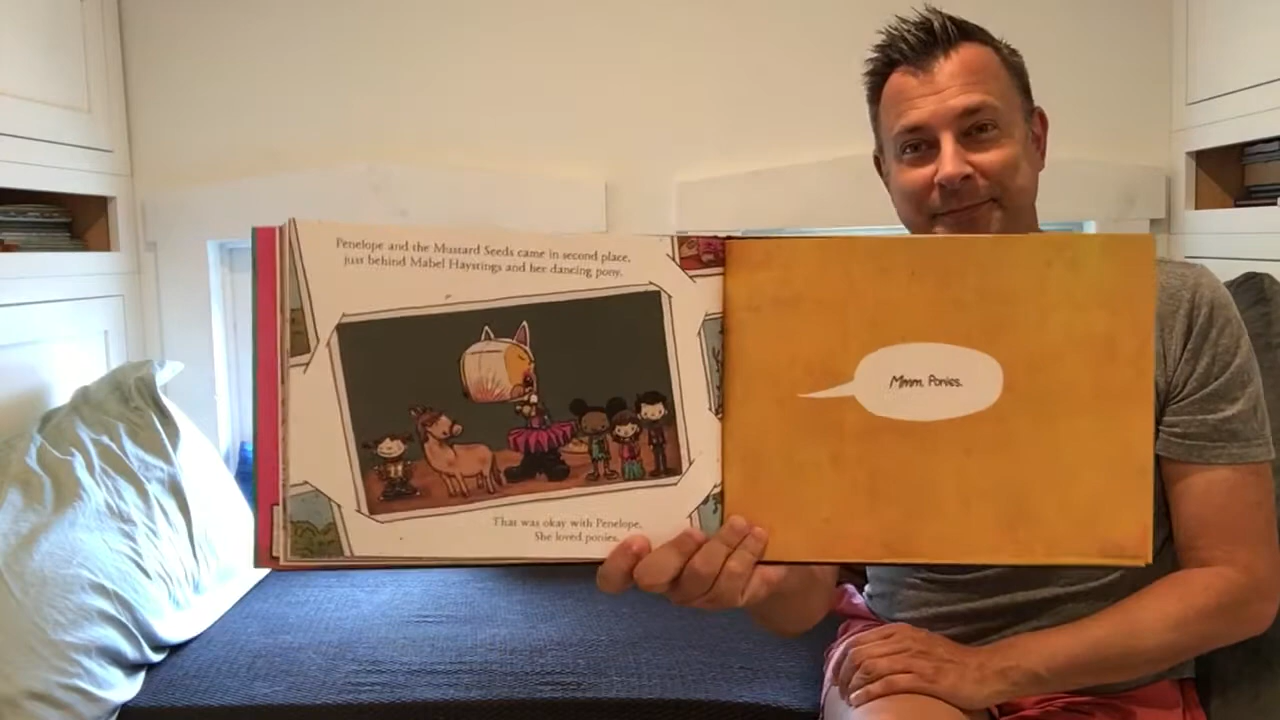 Penelope and the Mustard Seeds came in second place,
just behind Mabel Haystings and her dancing pony.
That was okay with Penelope.
She loved ponies.
Mmm. Ponies.